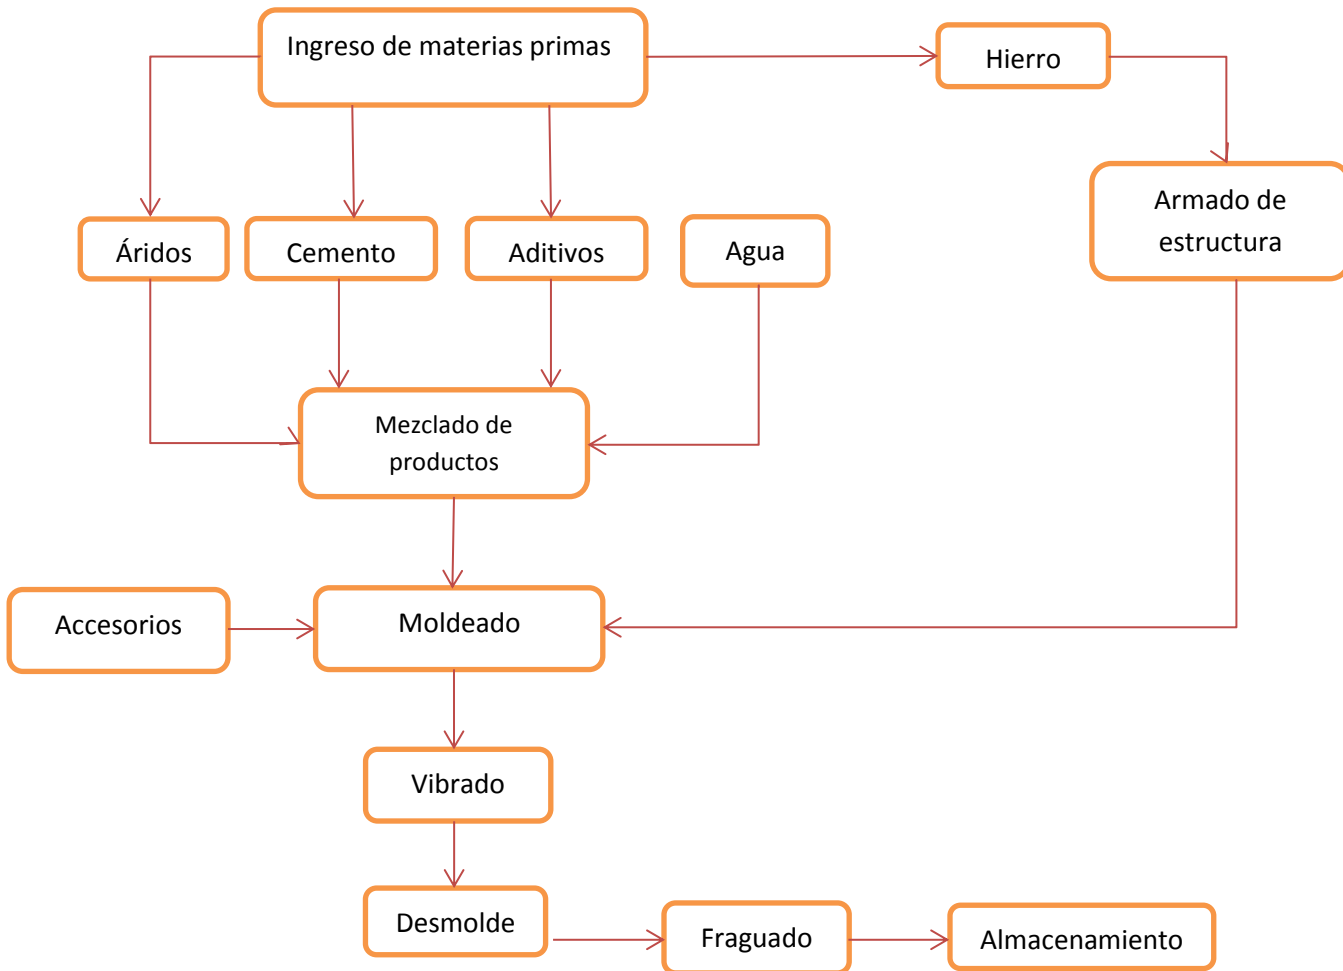 Ingreso de materias primas
Hierro
Armado de
estructura
Áridos
Cemento
Aditivos
Agua
Mezclado de
productos
Accesorios
Moldeado
Vibrado
Desmolde
Fraguado
Almacenamiento